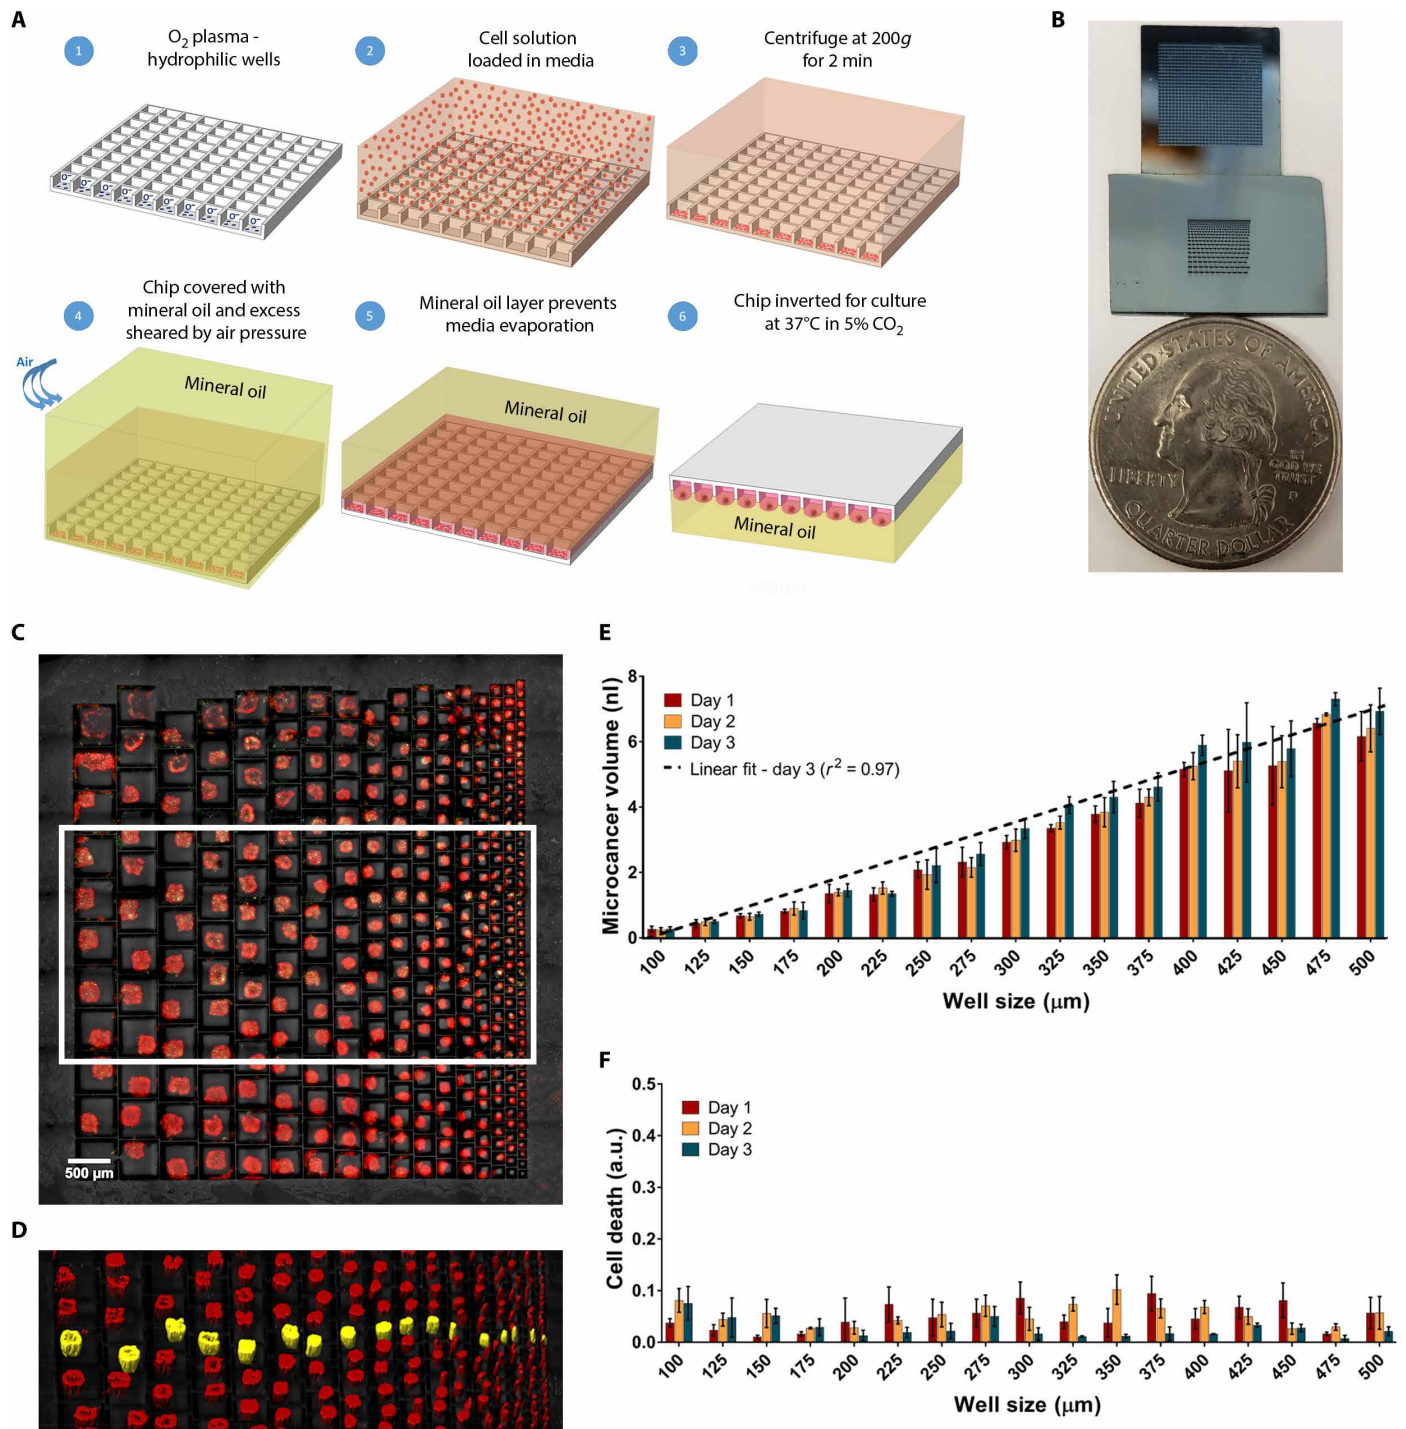 A
1
O2 plasma -
hydrophilic wells
2
Cell solution
loaded in media
3
Centrifuge at 200g
for 2 min
O⁻ O⁻ O⁻ O⁻ O⁻ O⁻ O⁻ O⁻ O⁻ O⁻
4
Chip covered with
mineral oil and excess
sheared by air pressure
5
Mineral oil layer prevents
media evaporation
6
Chip inverted for culture
at 37°C in 5% CO2
Air
Mineral oil
Mineral oil
Mineral oil
B
UNITED STATES OF AMERICA
LIBERTY
IN
GOD WE
TRUST
P
QUARTER DOLLAR
C
500 µm
D
E
Microcancer volume (nl)
8
6
4
2
0
Day 1
Day 2
Day 3
Linear fit - day 3 (r² = 0.97)
100 125 150 175 200 225 250 275 300 325 350 375 400 425 450 475 500
Well size (µm)
F
Cell death (a.u.)
0.5
0.4
0.3
0.2
0.1
0.0
Day 1
Day 2
Day 3
100 125 150 175 200 225 250 275 300 325 350 375 400 425 450 475 500
Well size (µm)